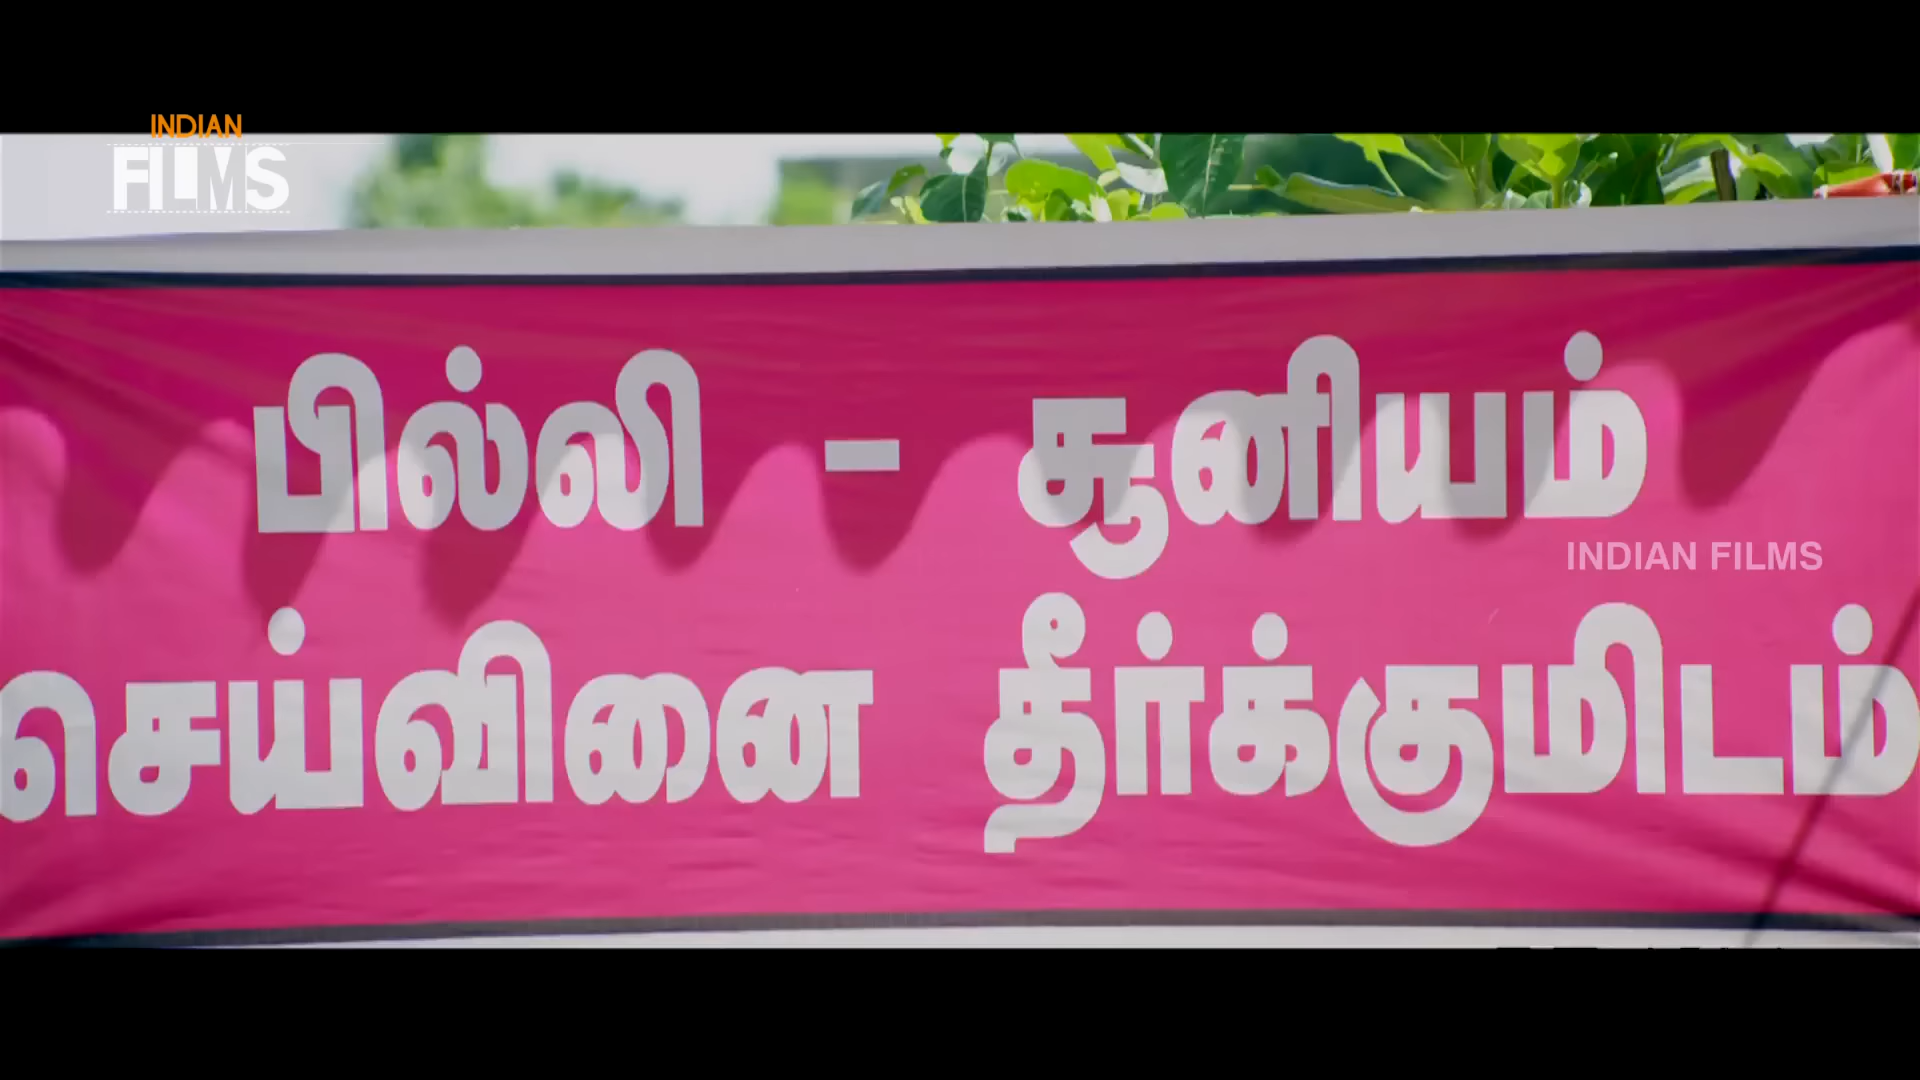 INDIAN
FILMS
பில்லி - சூனியம்
INDIAN FILMS
செய்வினை தீர்க்குமிடம்